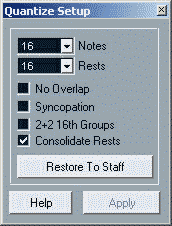 Quantize Setup
16 Notes
16 Rests
No Overlap
Syncopation
2+2 16th Groups
Consolidate Rests
Restore To Staff
Help Apply